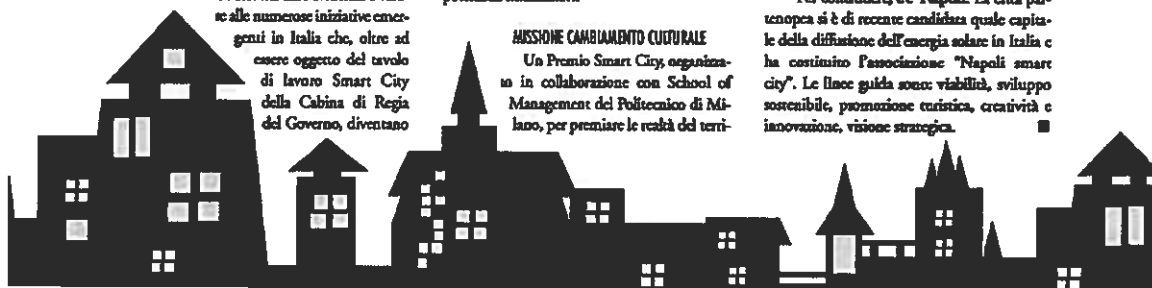 re alle numerose iniziative emer-
genti in Italia che, oltre ad
essere oggetto del tavolo
di lavoro Smart City
della Cabina di Regia
del Governo, diventano
MISSIONE CAMBIAMENTO CULTURALE
Un Premio Smart City, organizza-
to in collaborazione con School of
Management del Politecnico di Mi-
lano, per premiare le realtà del terri-
tenopea si è di recente candidata quale capita-
le della diffusione dell'energia solare in Italia e
ha costituito l'associazione "Napoli smart
city". Le linee guida sono: viabilità, sviluppo
sostenibile, promozione turistica, creatività e
innovazione, visione strategica.